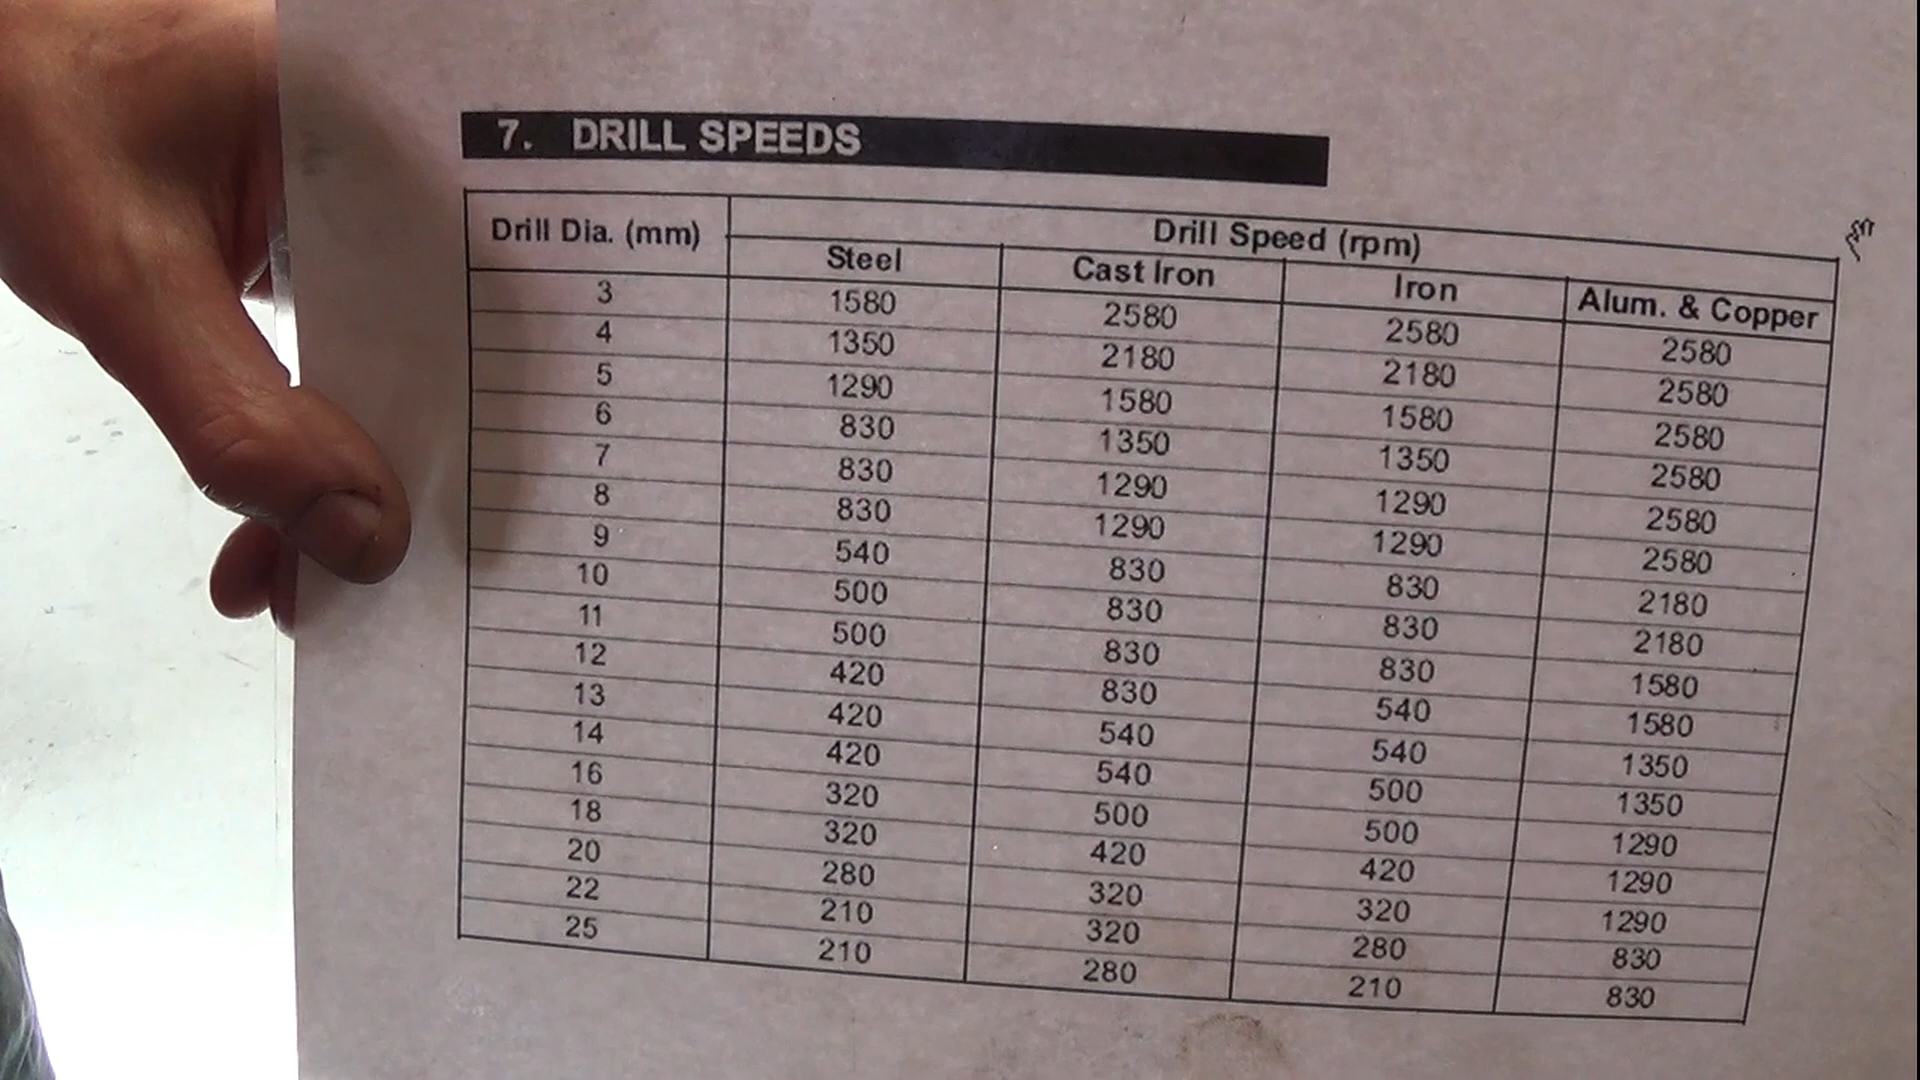 7. DRILL SPEEDS
Drill Dia. (mm) Drill Speed (rpm)
Steel Cast Iron Iron Alum. & Copper
3 1580 2580 2580 2580
4 1350 2180 2180 2580
5 1290 1580 1580 2580
6 830 1350 1350 2580
7 830 1290 1290 2580
8 830 1290 1290 2580
9 540 830 830 2180
10 500 830 830 2180
11 500 830 830 1580
12 420 830 540 1580
13 420 540 540 1350
14 420 540 500 1350
16 320 500 500 1290
18 320 420 420 1290
20 280 320 320 1290
22 210 320 280 830
25 210 280 210 830